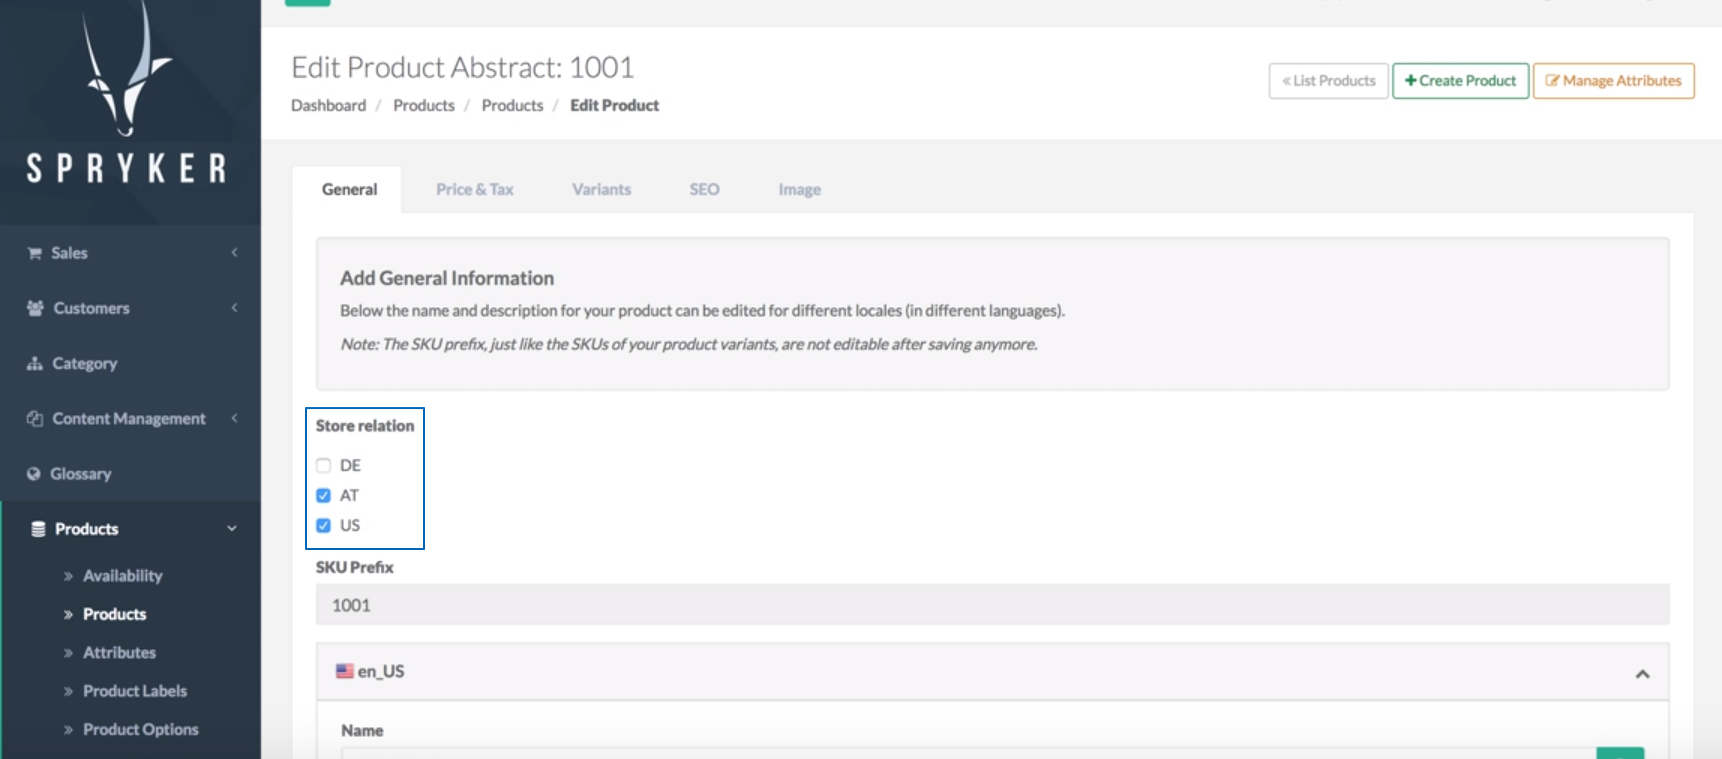 SPRYKER
Sales
Customers
Category
Content Management
Glossary
Products
Availability
Products
Attributes
Product Labels
Product Options
Edit Product Abstract: 1001
Dashboard / Products / Products / Edit Product
« List Products
+ Create Product
Manage Attributes
General
Price & Tax
Variants
SEO
Image
Add General Information
Below the name and description for your product can be edited for different locales (in different languages).
Note: The SKU prefix, just like the SKUs of your product variants, are not editable after saving anymore.
Store relation
DE
AT
US
SKU Prefix
1001
en_US
Name